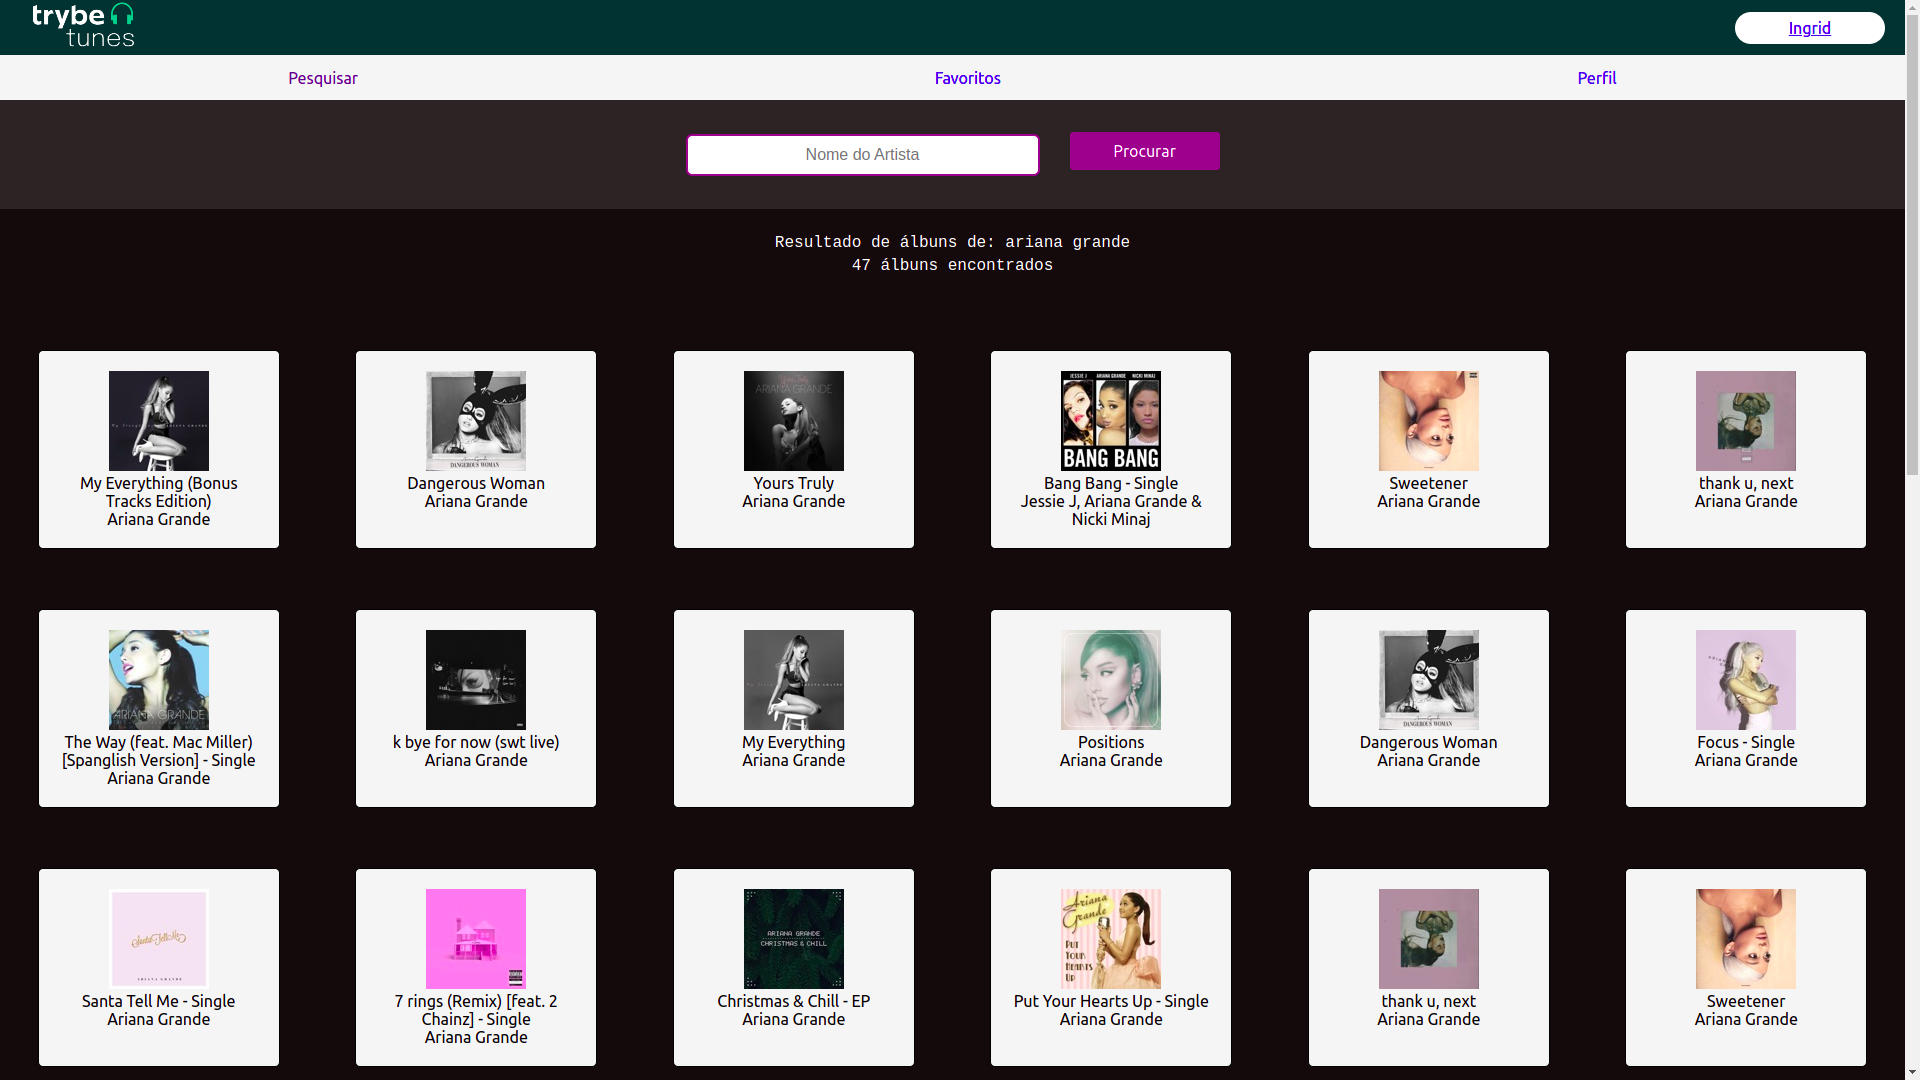 trybe
tunes
Ingrid
Pesquisar
Favoritos
Perfil
Nome do Artista
Procurar
Resultado de álbuns de: ariana grande
47 álbuns encontrados
My Everything (Bonus
Tracks Edition)
Ariana Grande
DANGEROUS WOMAN
Dangerous Woman
Ariana Grande
ARIANA GRANDE
Yours Truly
Ariana Grande
JESSIE J ARIANA GRANDE NICKI MINAJ
BANG BANG
Bang Bang - Single
Jessie J, Ariana Grande &
Nicki Minaj
Sweetener
Ariana Grande
thank u, next
Ariana Grande
ARIANA GRANDE
The Way (feat. Mac Miller)
[Spanglish Version] - Single
Ariana Grande
k bye for now (swt live)
Ariana Grande
My Everything
Ariana Grande
Positions
Ariana Grande
DANGEROUS WOMAN
Dangerous Woman
Ariana Grande
Focus - Single
Ariana Grande
Santa Tell Me
ARIANA GRANDE
Santa Tell Me - Single
Ariana Grande
7 rings (Remix) [feat. 2
Chainz] - Single
Ariana Grande
ARIANA GRANDE
CHRISTMAS & CHILL
Christmas & Chill - EP
Ariana Grande
Ariana
Grande
PUT
YOUR
HEARTS
UP
Put Your Hearts Up - Single
Ariana Grande
thank u, next
Ariana Grande
Sweetener
Ariana Grande